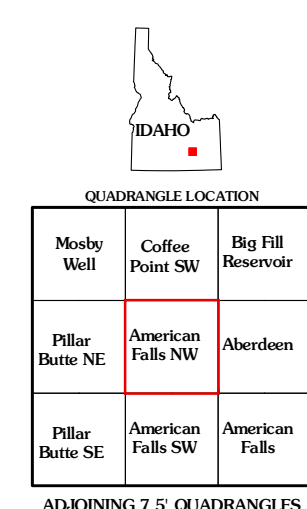 IDAHO
QUADRANGLE LOCATION
Mosby
Well
Coffee
Point SW
Big Fill
Reservoir
Pillar
Butte NE
American
Falls NW
Aberdeen
Pillar
Butte SE
American
Falls SW
American
Falls
ADJOINING 7.5' QUADRANGLES